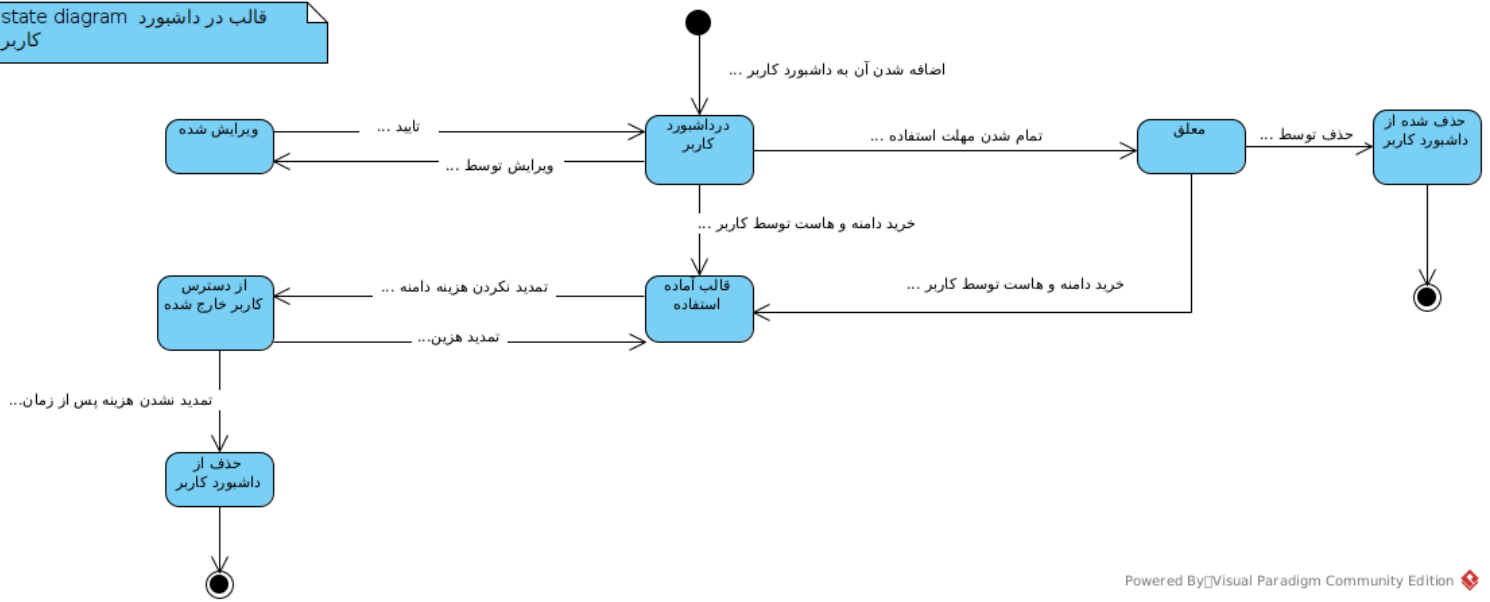 state diagram قالب در داشبورد
کاربر
اضافه شدن آن به داشبورد کاربر ...
ویرایش شده
تایید ...
ویرایش توسط ...
درداشبورد
کاربر
تمام شدن مهلت استفاده ...
معلق
حذف توسط ...
حذف شده از
داشبورد کاربر
خرید دامنه و هاست توسط کاربر ...
از دسترس
کاربر خارج شده
تمدید نکردن هزینه دامنه ...
تمدید هزین...
قالب آماده
استفاده
خرید دامنه و هاست توسط کاربر ...
تمدید نشدن هزینه پس از زمان...
حذف از
داشبورد کاربر
Powered By Visual Paradigm Community Edition